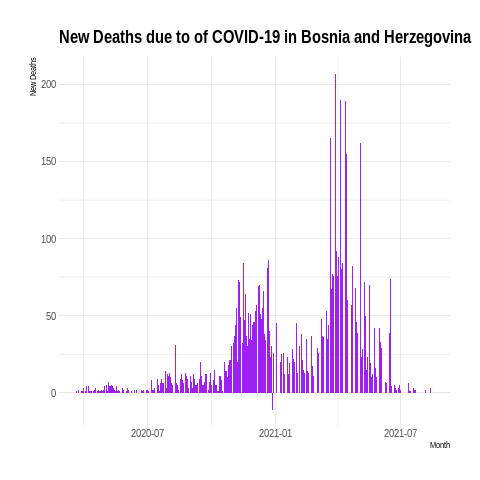 New Deaths due to of COVID-19 in Bosnia and Herzegovina
New Deaths
200
150
100
50
0
2020-07
2021-01
2021-07
Month